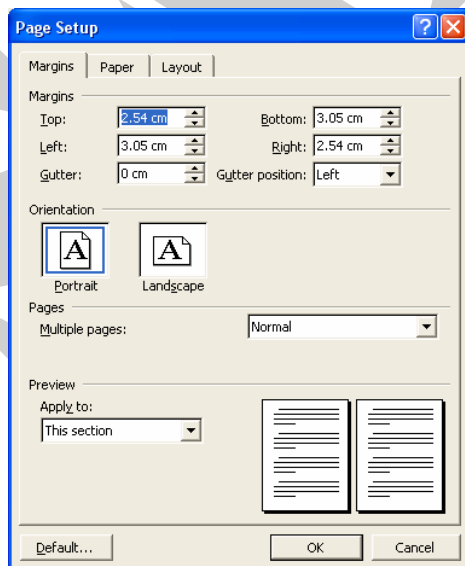 Page Setup
Margins Paper Layout
Margins
Top: 2.54 cm Bottom: 3.05 cm
Left: 3.05 cm Right: 2.54 cm
Gutter: 0 cm Gutter position: Left
Orientation
A A
Portrait Landscape
Pages
Multiple pages: Normal
Preview
Apply to:
This section
Default... OK Cancel